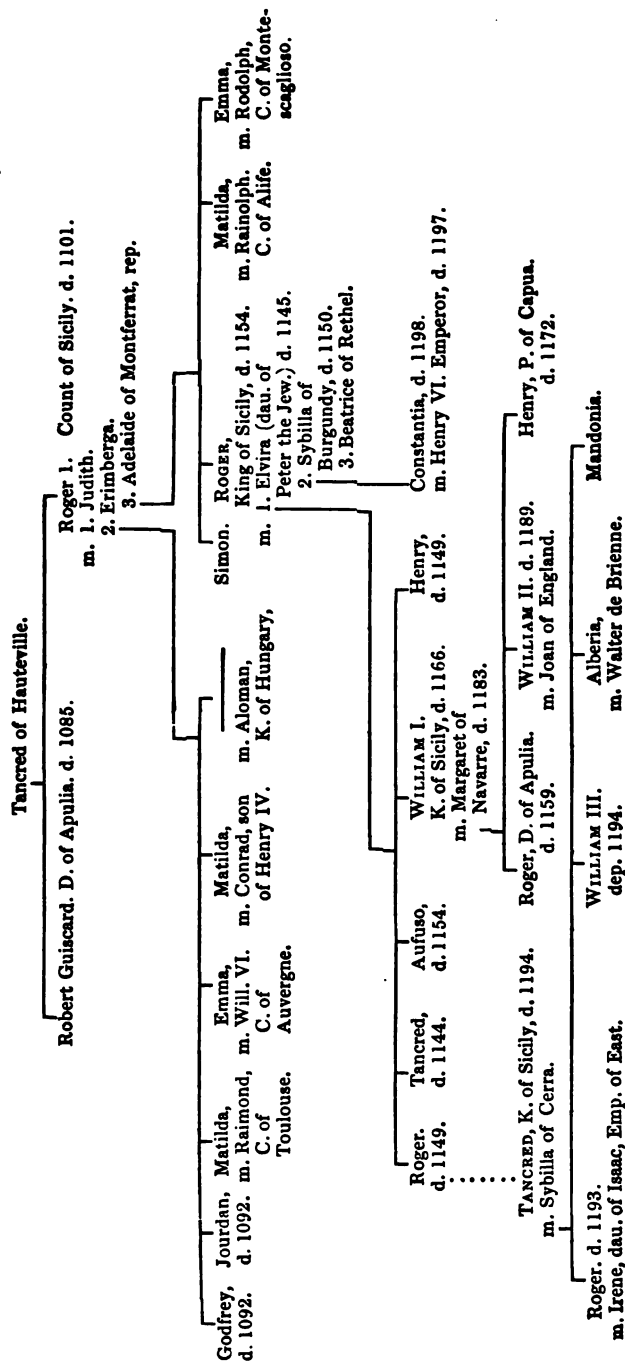 Tancred of Hauteville.
Robert Guiscard. D. of Apulia. d. 1085.
Roger 1. Count of Sicily. d. 1101.
m. 1. Judith.
2. Erimberga.
3. Adelaide of Montferrat, rep.
Godfrey,
d. 1092.
Jourdan,
d. 1092.
Matilda,
m. Raimond,
C. of
Toulouse.
Emma,
m. Will. VI.
C. of
Auvergne.
Matilda,
m. Conrad, son
of Henry IV.
m. Aloman,
K. of Hungary,
Simon.
ROGER,
King of Sicily, d. 1154.
m. 1. Elvira (dau. of
Peter the Jew.) d. 1145.
2. Sybilla of
Burgundy, d. 1150.
3. Beatrice of Rethel.
Matilda,
m. Rainolph.
C. of Alife.
Emma,
m. Rodolph,
C. of Monte-
scaglioso.
Roger.
d. 1149.
Tancred,
d. 1144.
Aufuso,
d. 1154.
WILLIAM I.
K. of Sicily, d. 1166.
m. Margaret of
Navarre, d. 1183.
Henry,
d. 1149.
Constantia, d. 1198.
m. Henry VI. Emperor, d. 1197.
TANCRED, K. of Sicily, d. 1194.
m. Sybilla of Cerra.
Roger, D. of Apulia.
d. 1159.
WILLIAM II. d. 1189.
m. Joan of England.
Henry, P. of Capua.
d. 1172.
Roger. d. 1193.
m. Irene, dau. of Isaac, Emp. of East.
WILLIAM III.
dep. 1194.
Alberia,
m. Walter de Brienne.
Mandonia.